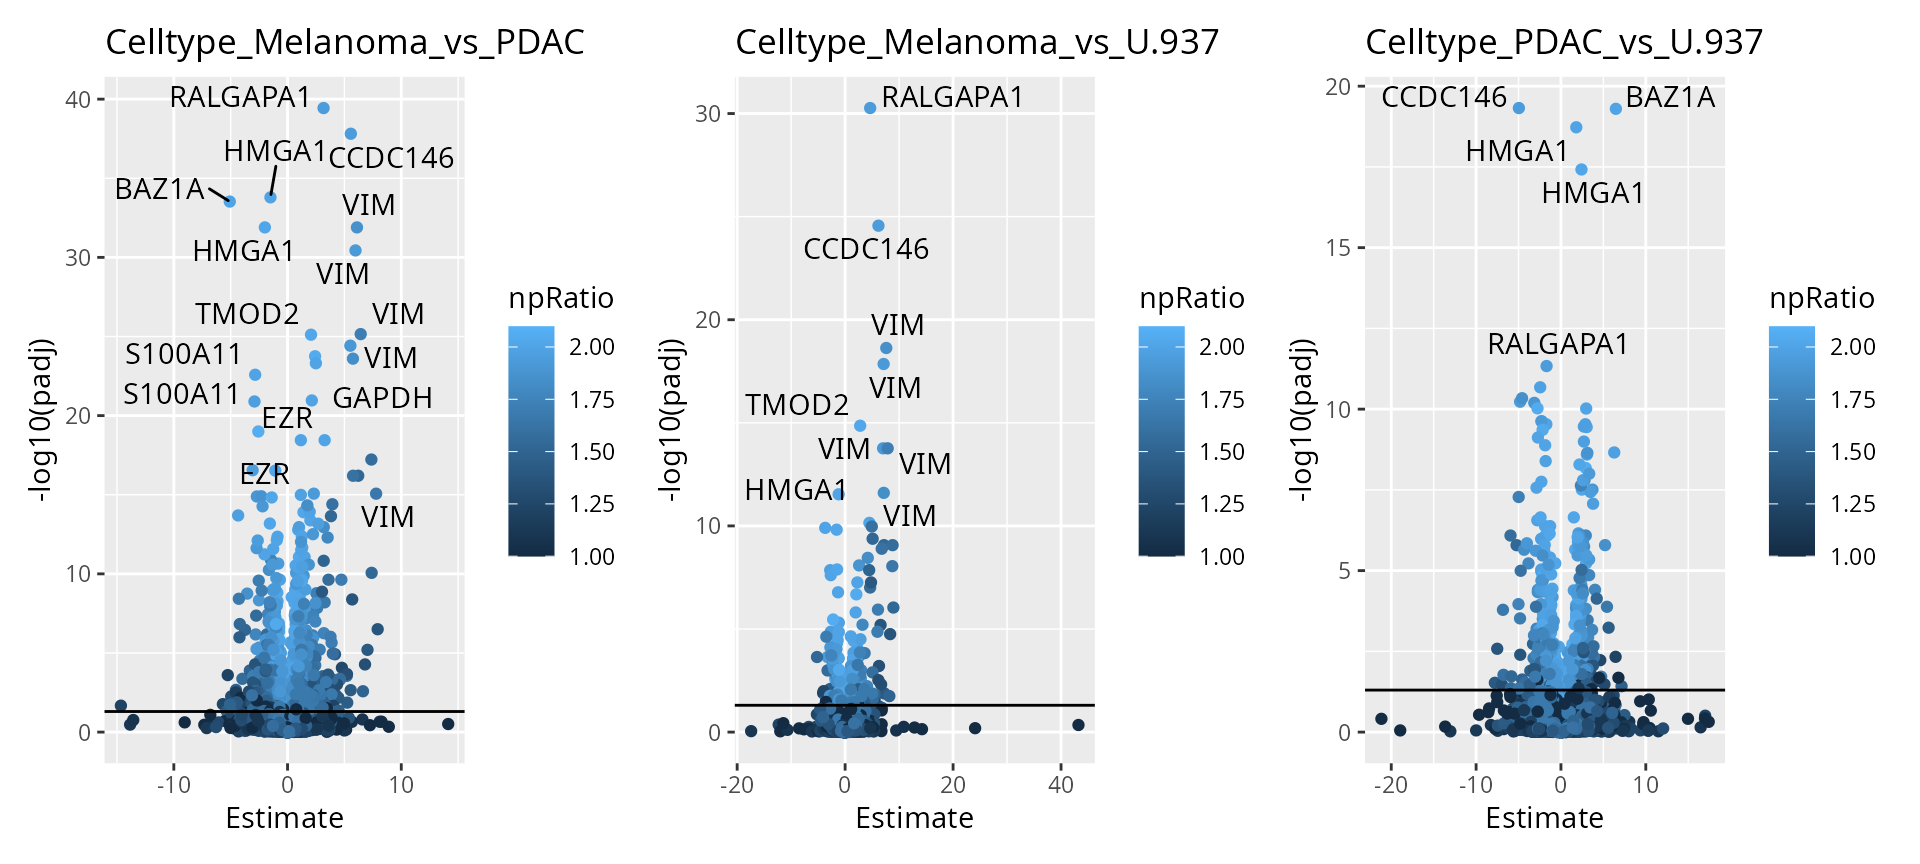 Celltype_Melanoma_vs_PDAC
-log10(padj)
40
30
20
10
0
RALGAPA1
HMGA1
CCDC146
BAZ1A
VIM
HMGA1
VIM
TMOD2
VIM
S100A11
VIM
S100A11
GAPDH
EZR
EZR
VIM
-10
0
10
Estimate
npRatio
2.00
1.75
1.50
1.25
1.00
Celltype_Melanoma_vs_U.937
-log10(padj)
30
20
10
0
RALGAPA1
CCDC146
VIM
VIM
TMOD2
VIM
VIM
HMGA1
VIM
-20
0
20
40
Estimate
npRatio
2.00
1.75
1.50
1.25
1.00
Celltype_PDAC_vs_U.937
-log10(padj)
20
15
10
5
0
CCDC146
BAZ1A
HMGA1
HMGA1
RALGAPA1
-20
-10
0
10
Estimate
npRatio
2.00
1.75
1.50
1.25
1.00